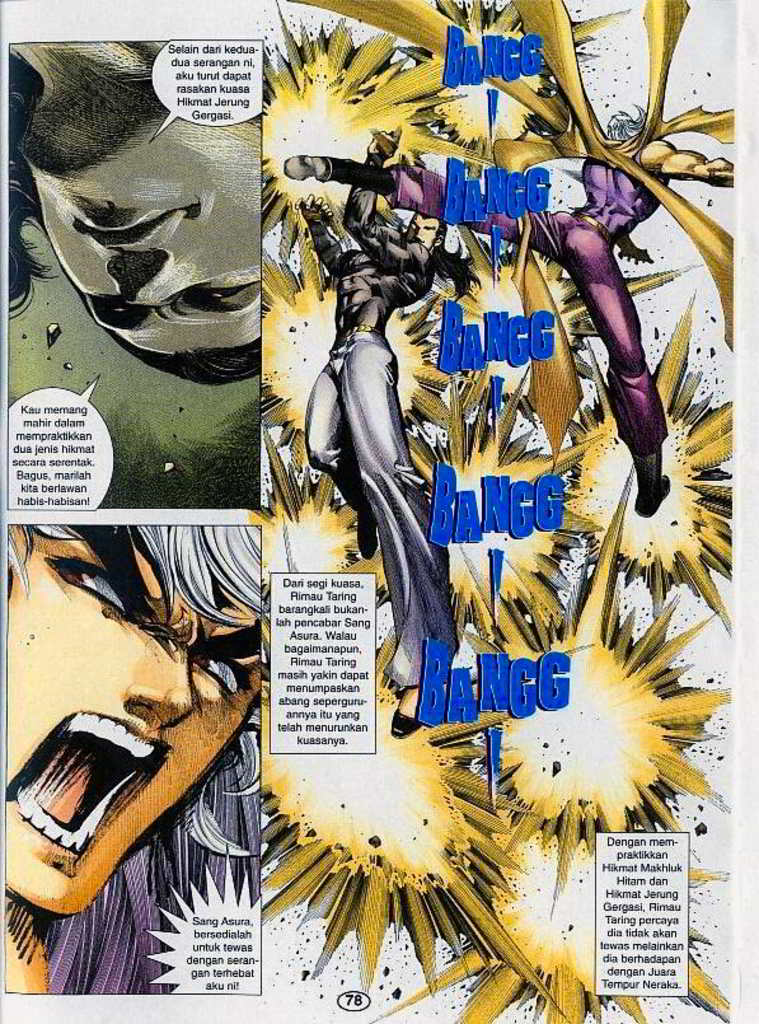 Selain dari kedua-
dua serangan ni,
aku turut dapat
rasakan kuasa
Hikmat Jerung
Gergasi.
Kau memang
mahir dalam
mempraktikkan
dua jenis hikmat
secara serentak.
Bagus, marilah
kita berlawan
habis-habisan!
BANGG!
BANGG!
BANGG!
BANGG!
BANGG!
Sang Asura,
bersedialah
untuk tewas
dengan seran-
gan terhebat
aku ni!
Dari segi kuasa,
Rimau Taring
barangkali bukan-
lah pencabar Sang
Asura. Walau
bagaimanapun,
Rimau Taring
masih yakin dapat
menumpaskan
abang sepergur-
annya itu yang
telah menurunkan
kuasanya.
Dengan mem-
praktikkan
Hikmat Makhluk
Hitam dan
Hikmat Jerung
Gergasi, Rimau
Taring percaya
dia tidak akan
tewas melainkan
dia berhadapan
dengan Juara
Tempur Neraka.
78